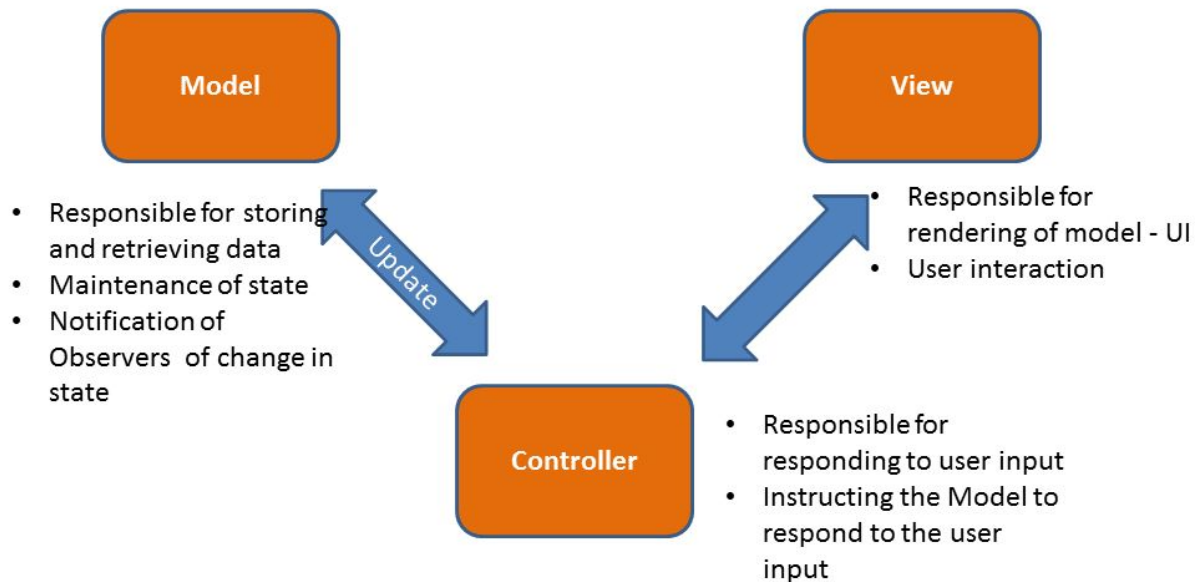 Model
View
• Responsible for storing
and retrieving data
• Maintenance of state
• Notification of
Observers of change in
state
Update
• Responsible for
rendering of model - UI
• User interaction
Controller
• Responsible for
responding to user input
• Instructing the Model to
respond to the user
input